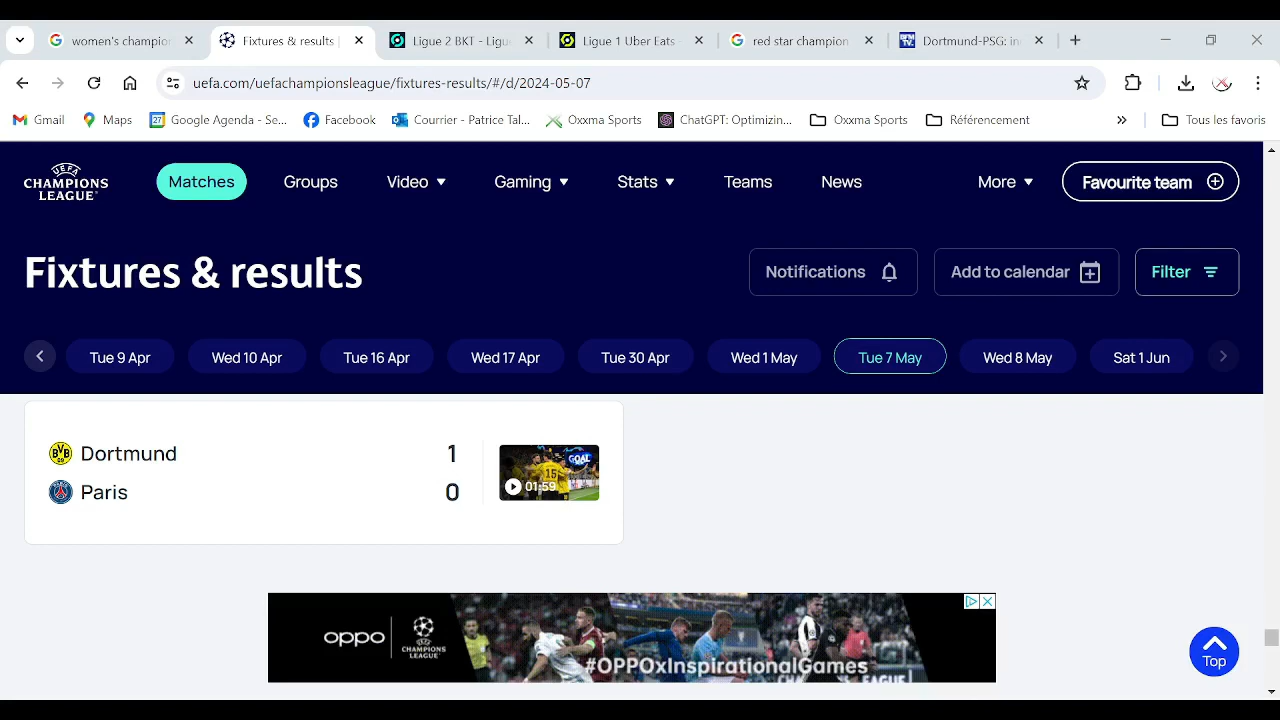 women's champion
Fixtures & results |
Ligue 2 BKT - Ligu
Ligue 1 Uber Eats
red star champion
Dortmund-PSG: in
uefa.com/uefachampionsleague/fixtures-results/#/d/2024-05-07
Gmail
Maps
Google Agenda - Se...
Facebook
Courrier - Patrice Tal...
Oxxma Sports
ChatGPT: Optimizin...
Oxxma Sports
Référencement
»
Tous les favoris
UEFA
CHAMPIONS
LEAGUE
Matches
Groups
Video
Gaming
Stats
Teams
News
More
Favourite team
Fixtures & results
Notifications
Add to calendar
Filter
Tue 9 Apr
Wed 10 Apr
Tue 16 Apr
Wed 17 Apr
Tue 30 Apr
Wed 1 May
Tue 7 May
Wed 8 May
Sat 1 Jun
Dortmund 1
Paris 0
GOAL
15
01:59
oppo
CHAMPIONS
LEAGUE
#OPPOxInspirationalGames
Top